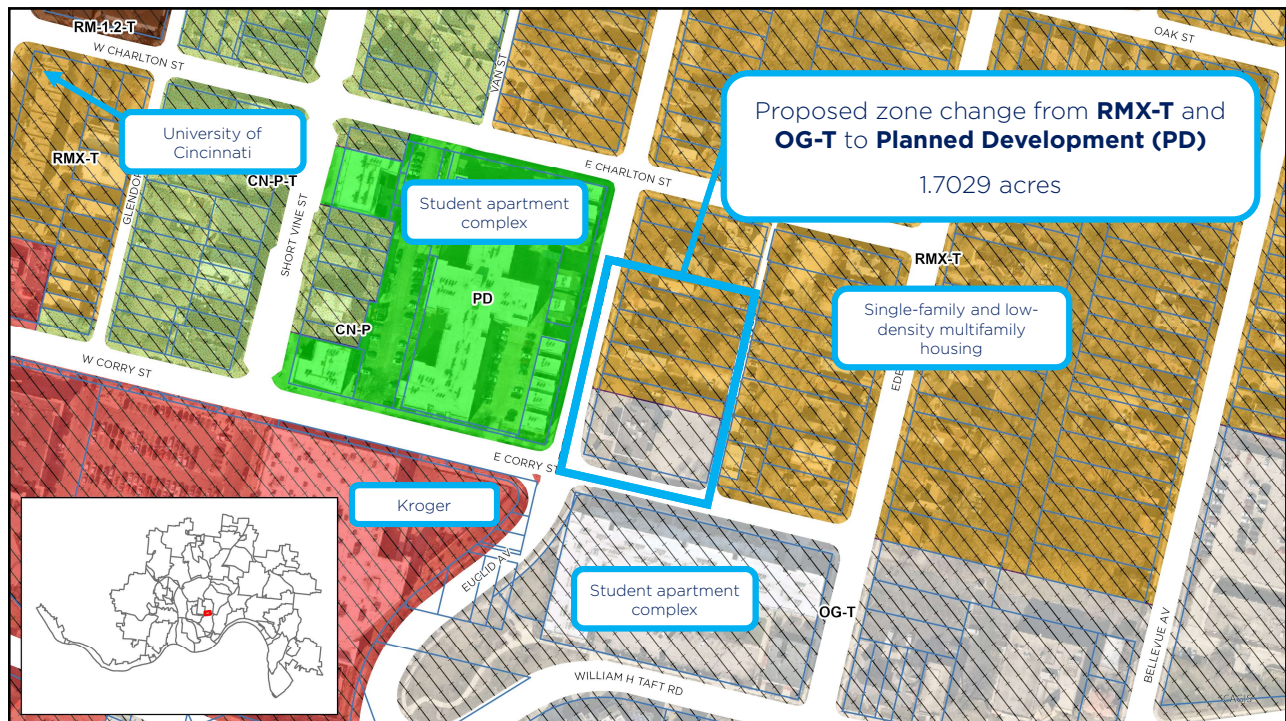 RM-1.2-T
W CHARLTON ST
VAN ST
OAK ST
Proposed zone change from RMX-T and
OG-T to Planned Development (PD)
1.7029 acres
University of
Cincinnati
RMX-T
CN-P-T
E CHARLTON ST
Student apartment
complex
SHORT VINE ST
RMX-T
PD
Single-family and low-
density multifamily
housing
CN-P
W CORRY ST
E CORRY ST
Kroger
EUCLID AV
Student apartment
complex
OG-T
WILLIAM H TAFT RD
BELLEVUE AV